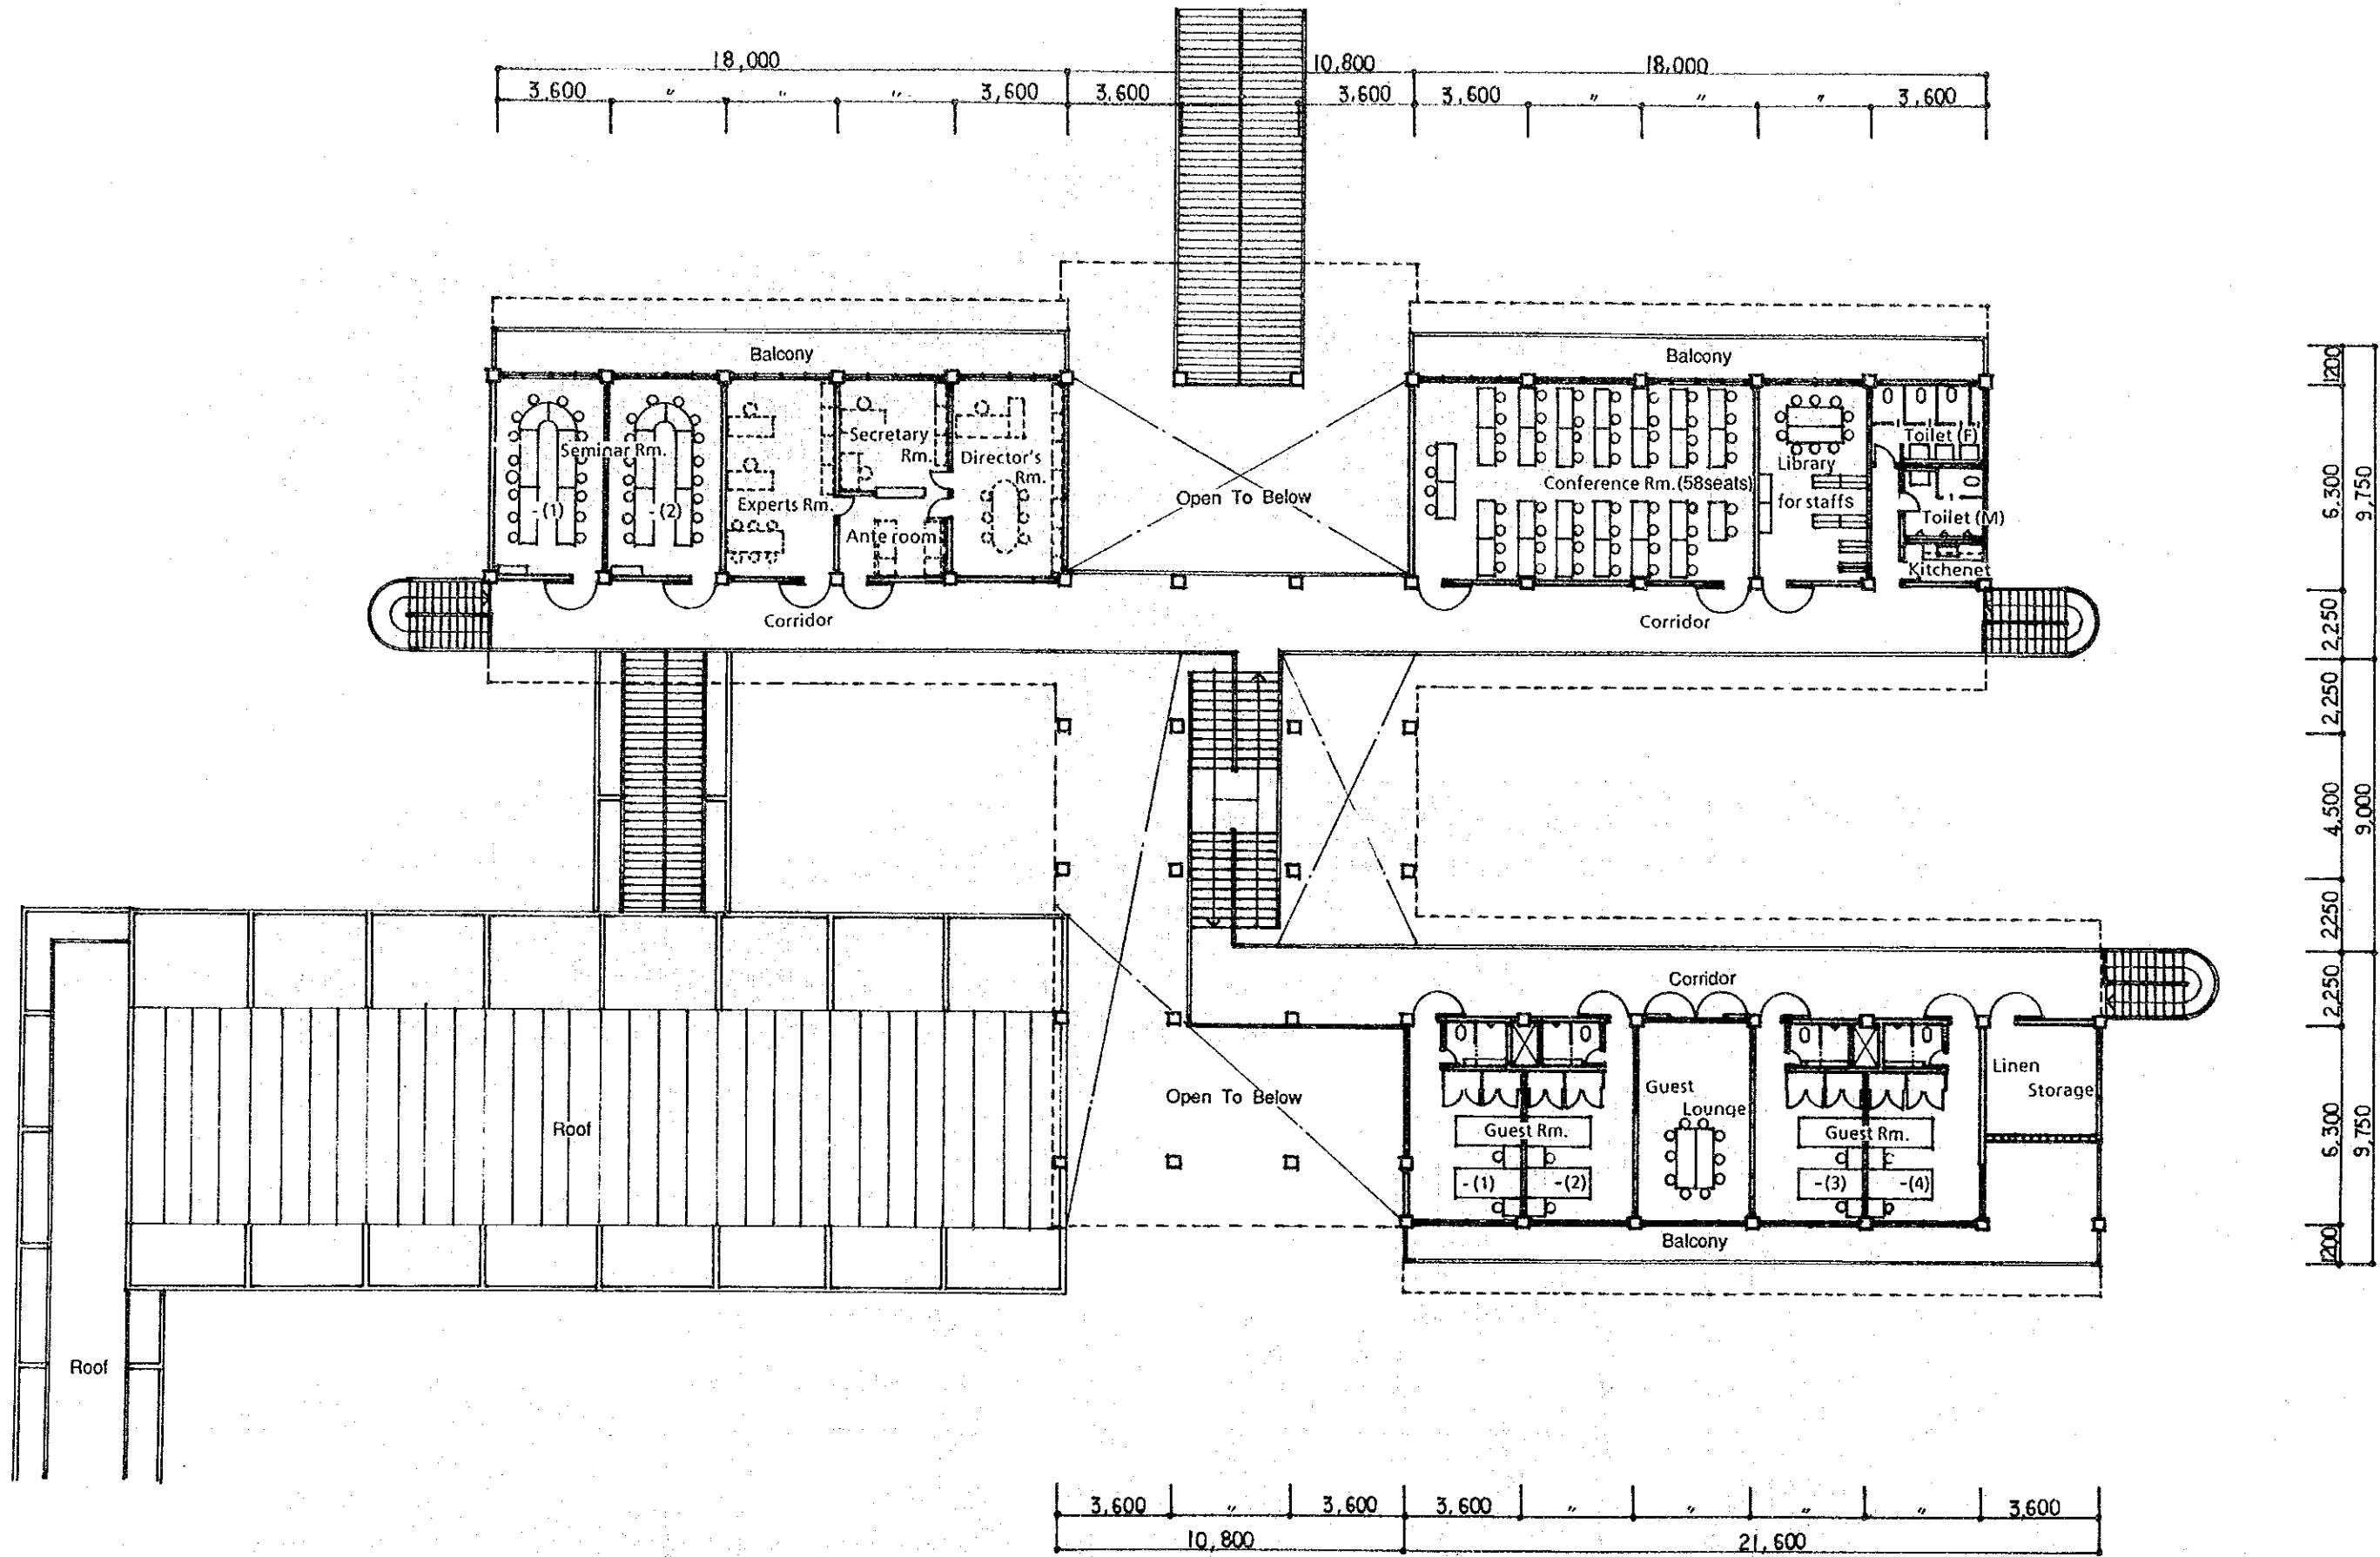 18,000
10,800
18,000
3,600 〃 〃 〃 3,600 3,600 3,600 3,600 〃 〃 〃 3,600
Balcony
Balcony
Seminar Rm.
-(1)
-(2)
Experts Rm.
Secretary
Rm.
Ante room
Director's
Rm.
Open To Below
Conference Rm.(58seats)
Library
for staffs
Toilet (F)
Toilet (M)
Kitchenet
Corridor
Corridor
1200
6,300
9,750
2,250
2,250
4,500
9,000
2250
2,250
6,300
9,750
1200
Corridor
Roof
Open To Below
Guest Rm.
-(1)
-(2)
Guest
Lounge
Guest Rm.
-(3)
-(4)
Linen
Storage
Balcony
Roof
3,600 〃 3,600 3,600 〃 〃 〃 〃 3,600
10,800
21,600